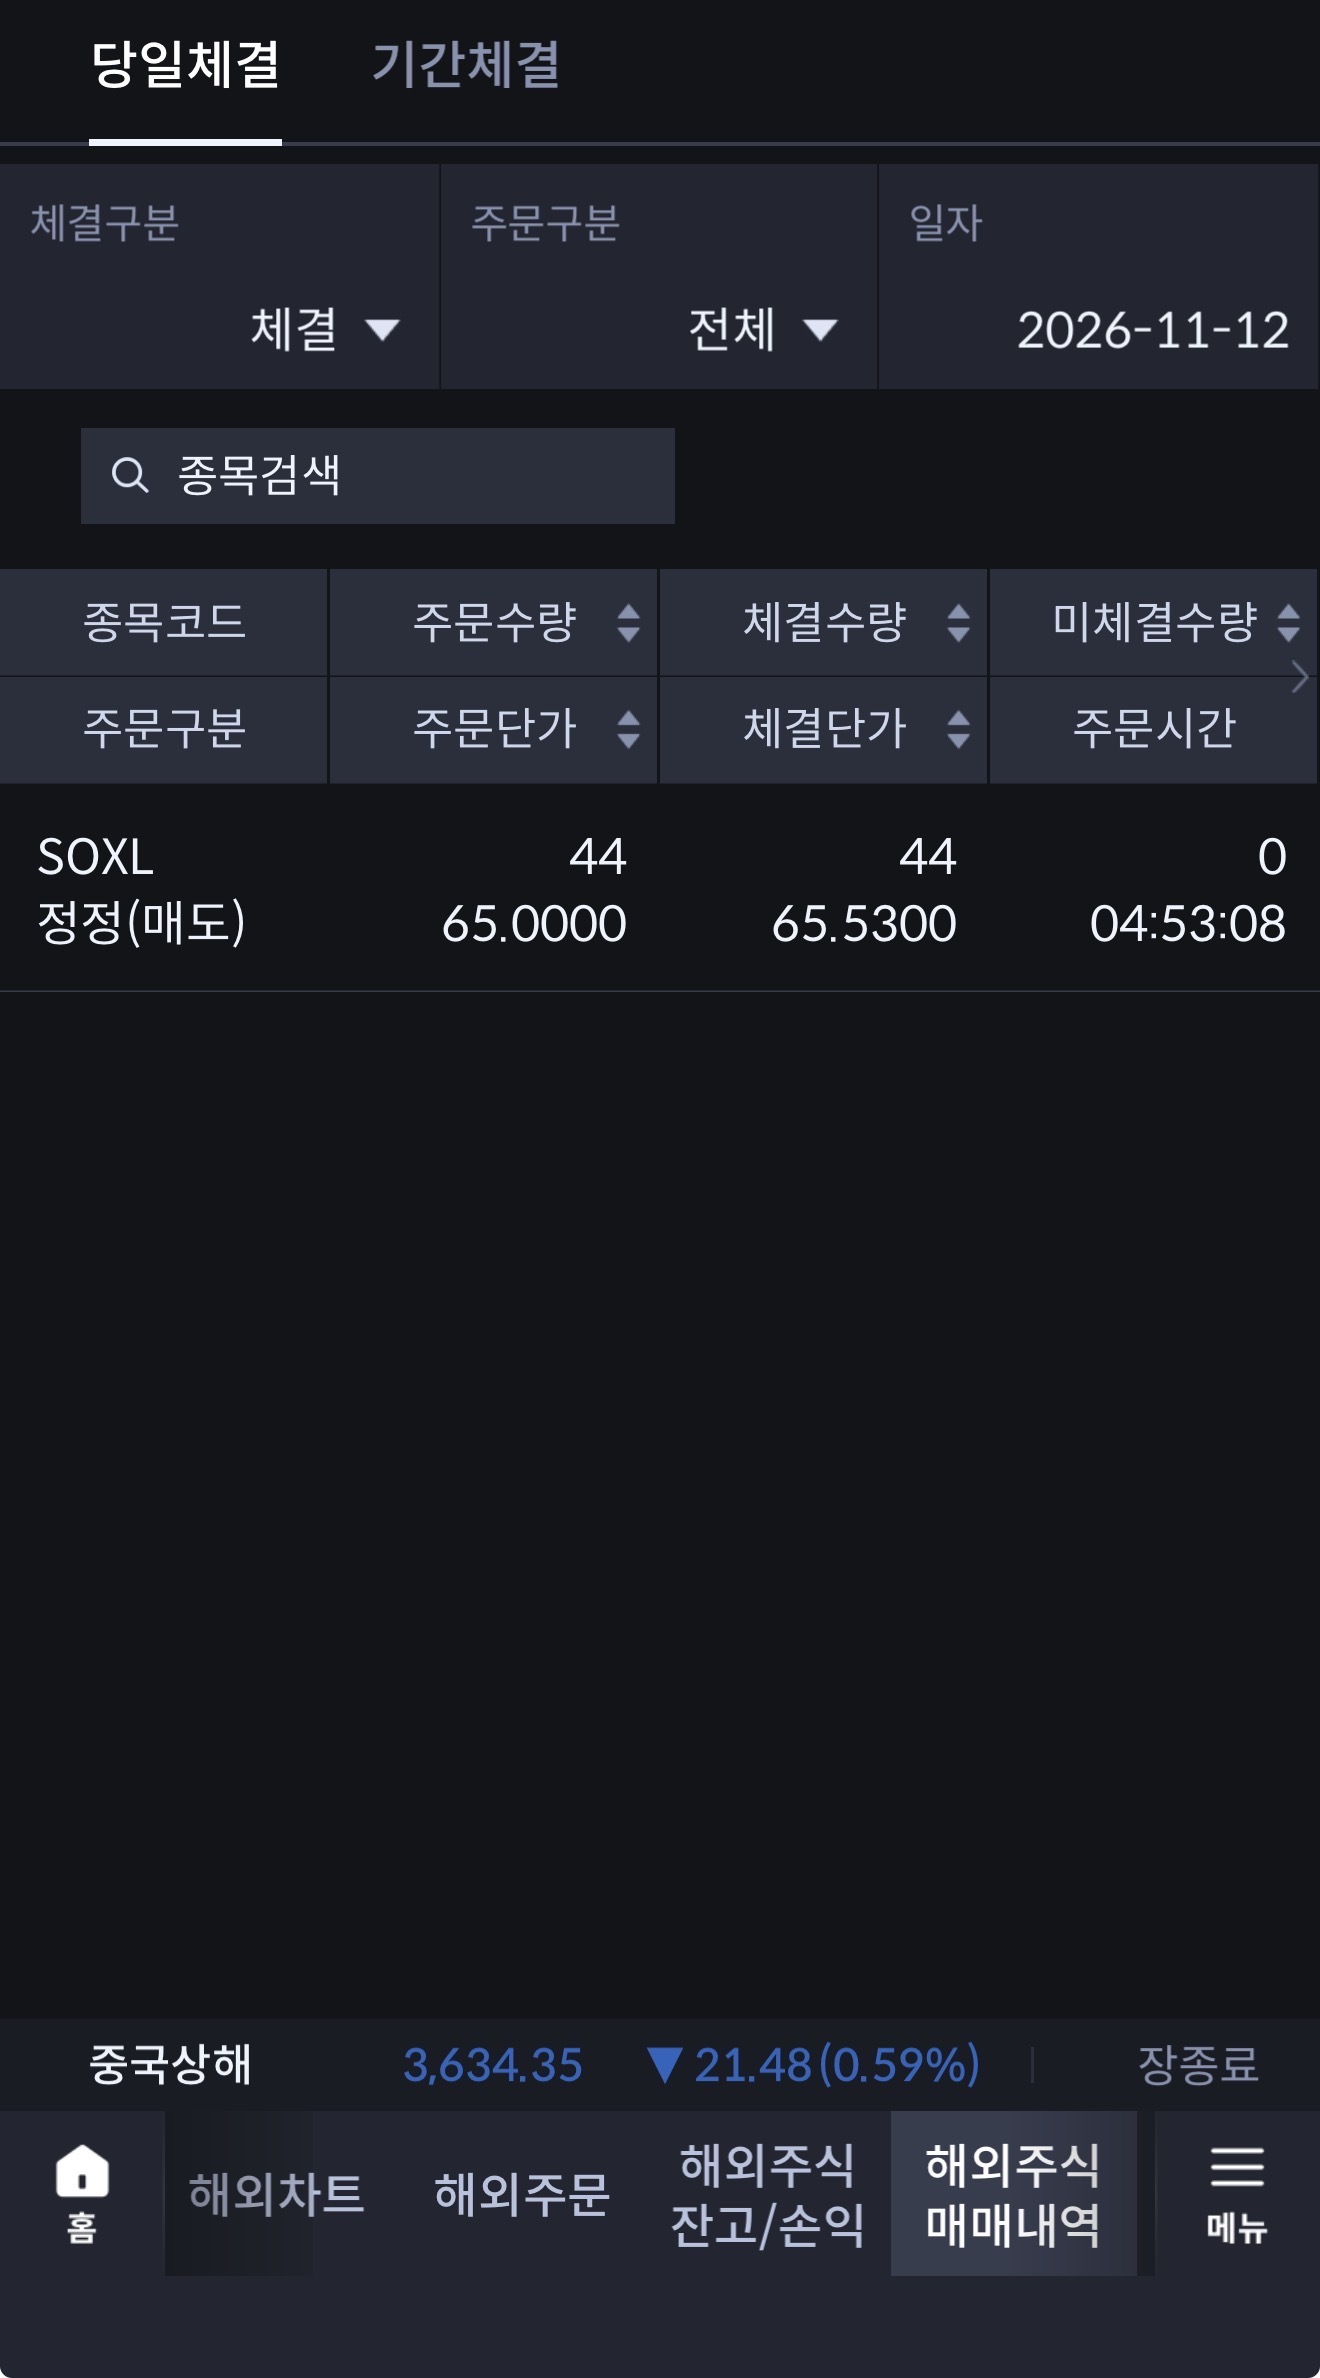 당일체결 기간체결
체결구분 주문구분 일자
체결 전체 2026-11-12
종목검색
종목코드 주문수량 체결수량 미체결수량
주문구분 주문단가 체결단가 주문시간
SOXL 44 44 0
정정(매도) 65.0000 65.5300 04:53:08
중국상해 3,634.35 ▼21.48(0.59%) 장종료
홈 해외차트 해외주문 해외주식 잔고/손익 해외주식 매매내역 메뉴